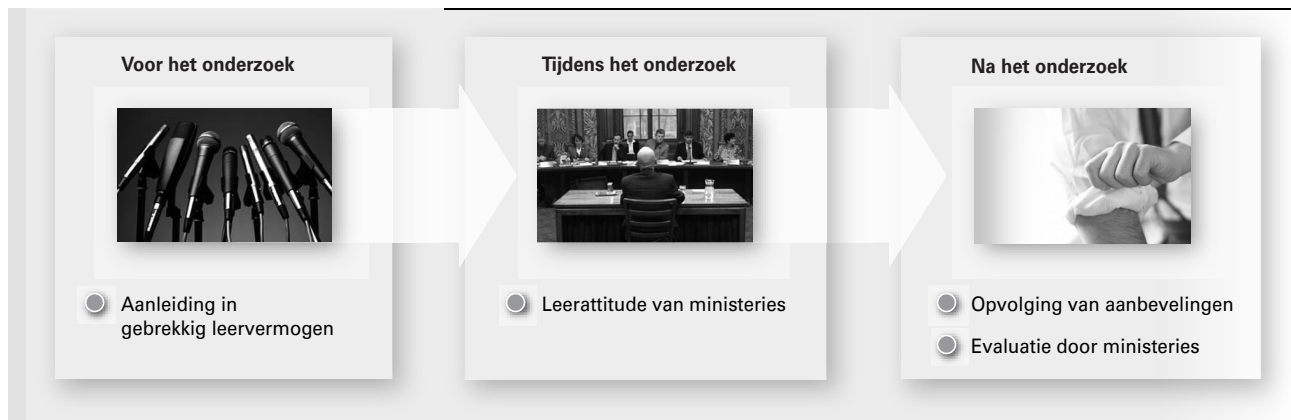 Voor het onderzoek
Aanleiding in
gebrekkig leervermogen
Tijdens het onderzoek
Leerattitude van ministeries
Na het onderzoek
Opvolging van aanbevelingen
Evaluatie door ministeries